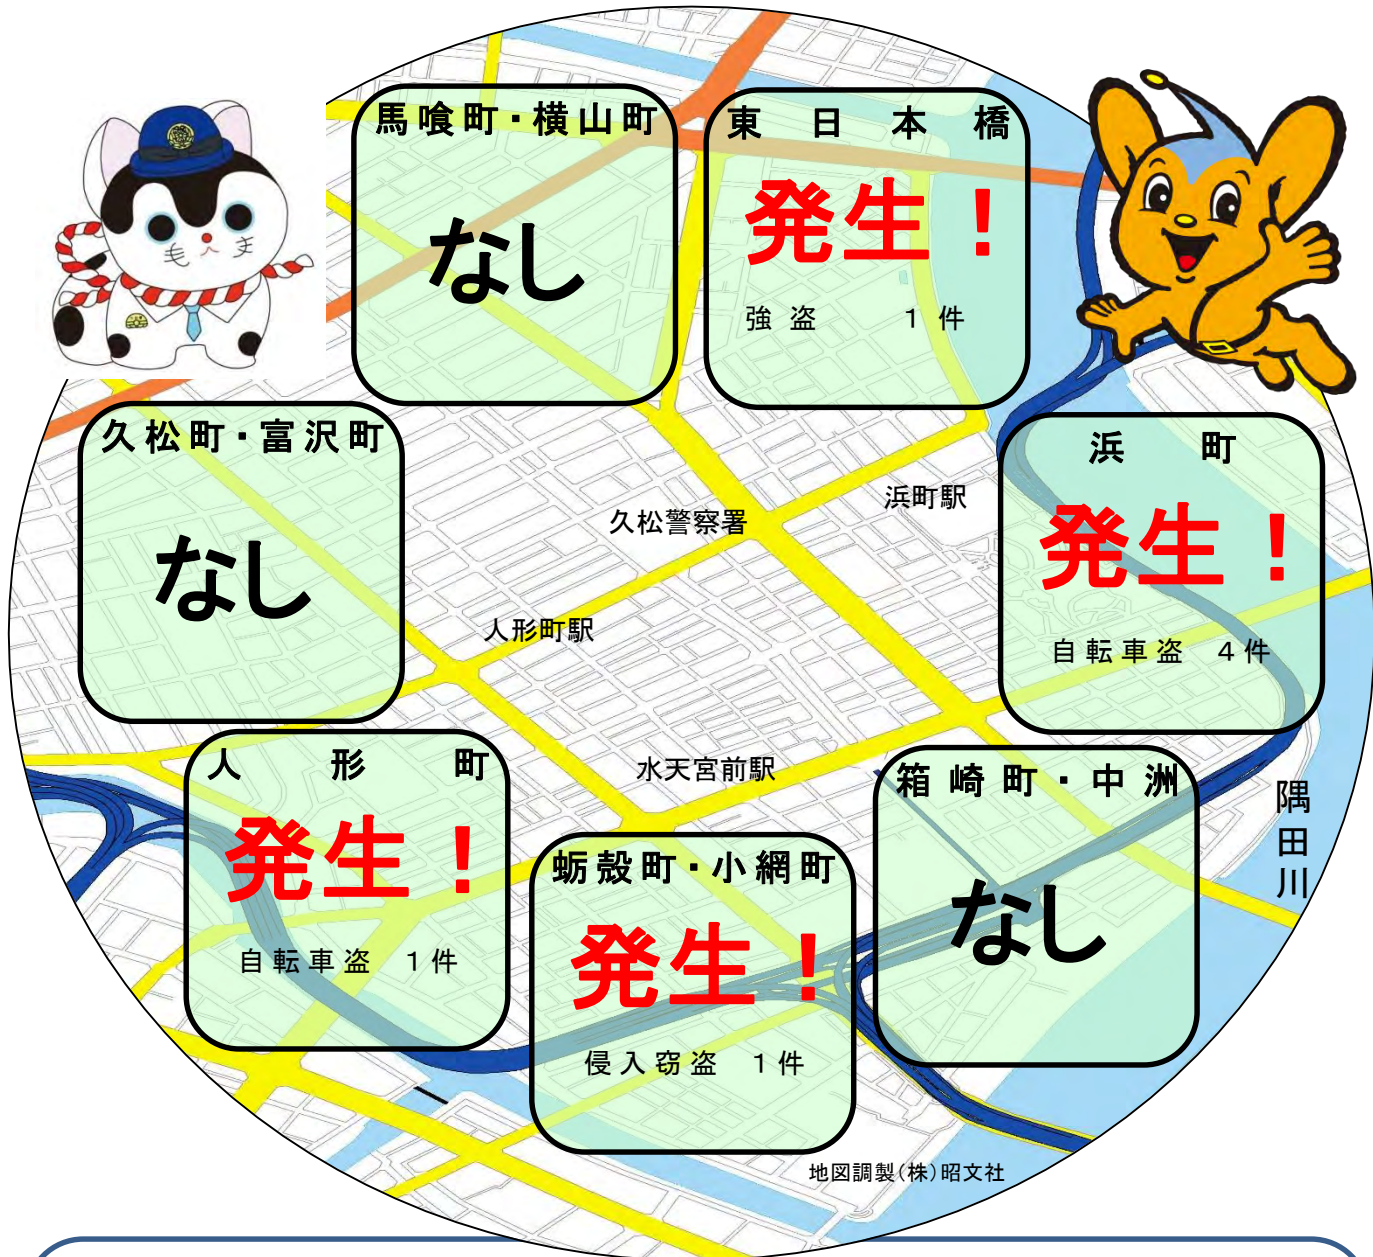 馬喰町・横山町
なし
東日本橋
発生！
強盗　１件
久松町・富沢町
なし
浜町
発生！
自転車盗　４件
浜町駅
久松警察署
人形町駅
水天宮前駅
人形町
発生！
自転車盗　１件
蛎殻町・小網町
発生！
侵入窃盗　１件
箱崎町・中洲
なし
隅田川
地図調製(株)昭文社